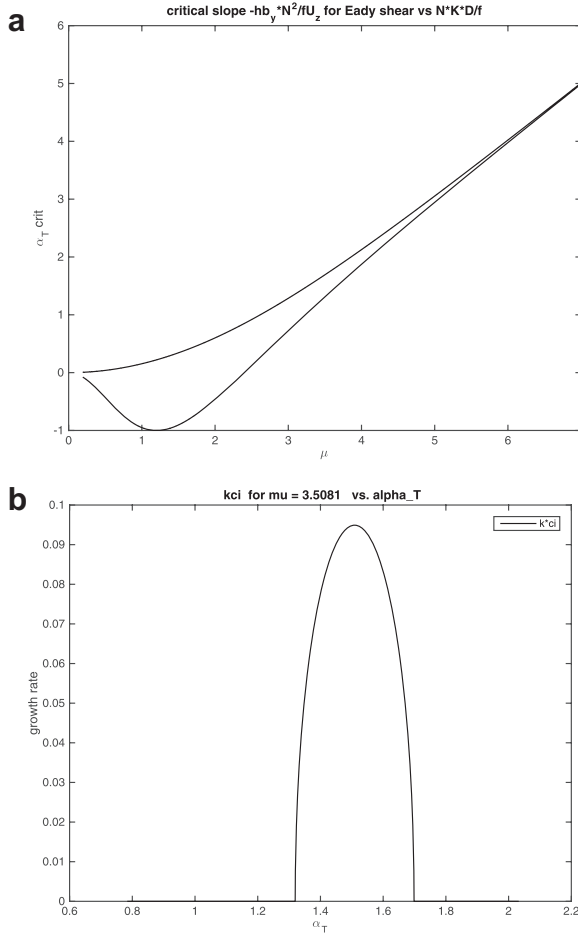 a
critical slope -hb_y*N^2/fU_z for Eady shear vs N*K*D/f
6
5
4
3
2
1
0
-1
α_T crit
0 1 2 3 4 5 6
μ
b
kci for mu = 3.5081 vs. alpha_T
0.1
0.09
0.08
0.07
0.06
0.05
0.04
0.03
0.02
0.01
0
growth rate
k*ci
0.6 0.8 1 1.2 1.4 1.6 1.8 2 2.2
α_T